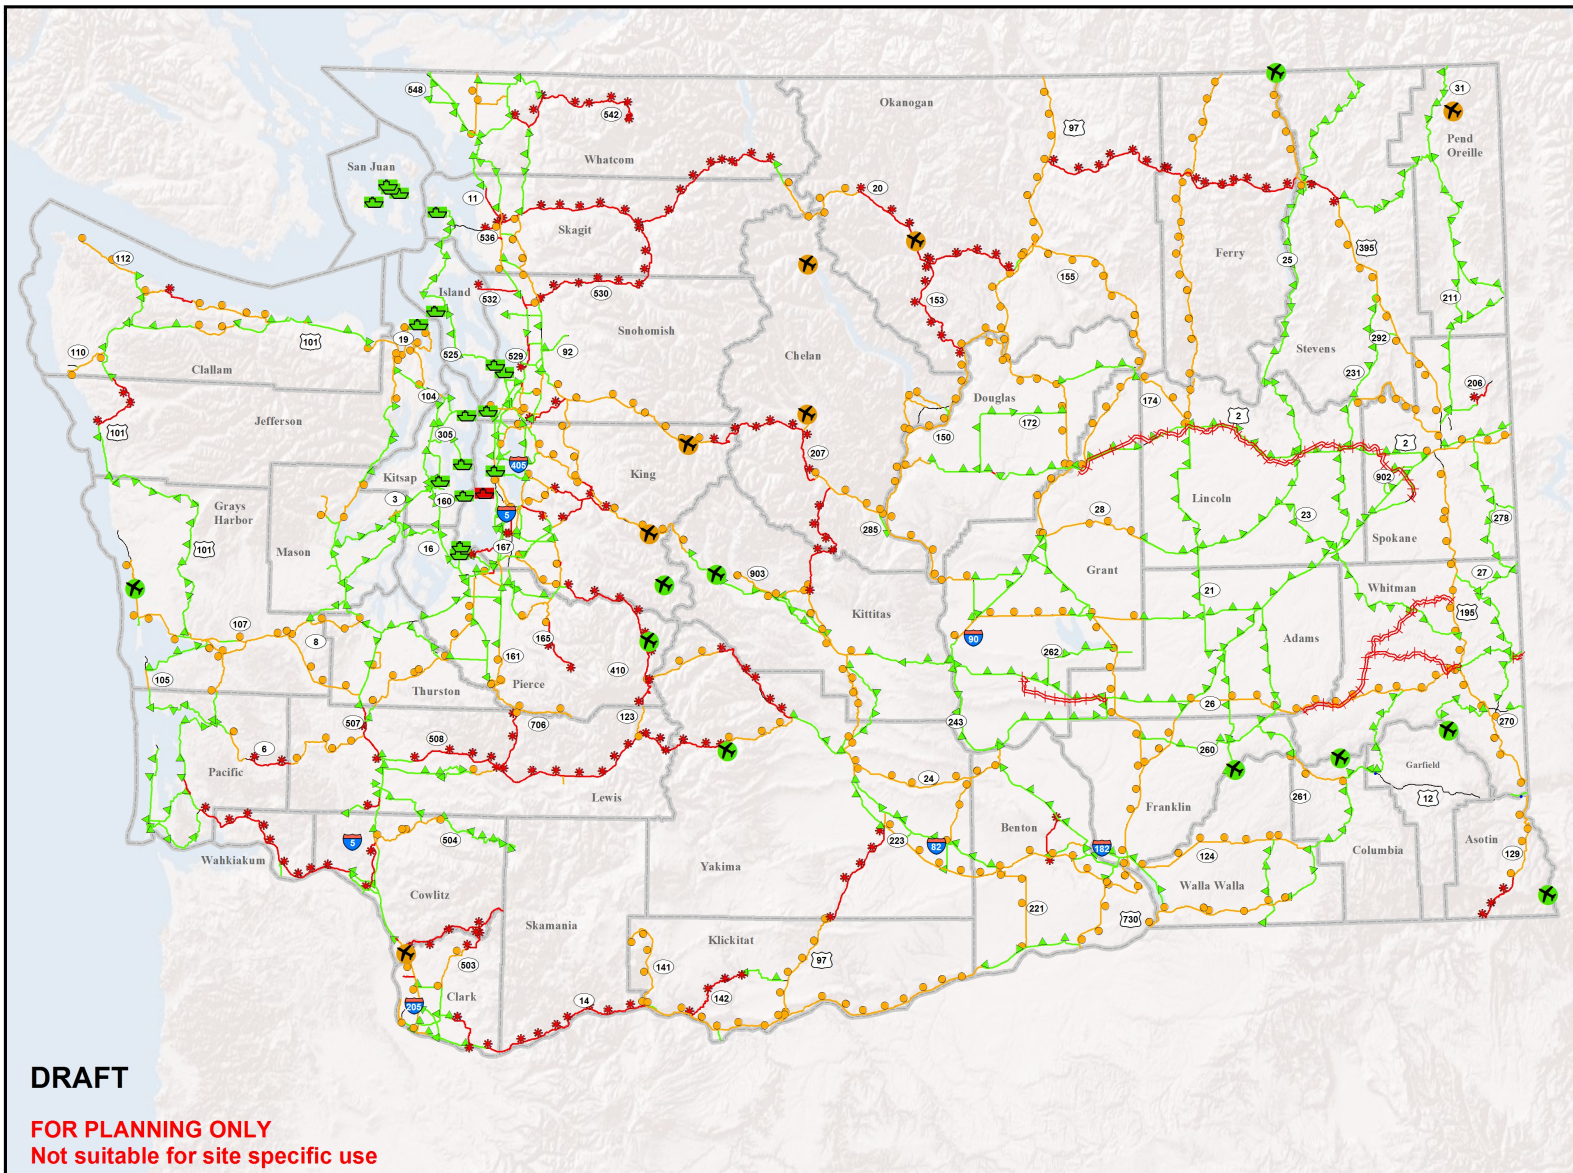 548
542
Okanogan
97
31
Pend
Oreille
San Juan
Whatcom
20
11
536
Skagit
Ferry
395
112
25
155
Island
532
530
153
211
Snohomish
101
19
525
529
92
292
110
Clallam
Chelan
Stevens
231
206
104
Douglas
174
101
Jefferson
305
150
172
2
2
405
King
207
Kitsap
3
160
Lincoln
902
Grays
Harbor
5
28
23
278
285
Spokane
101
Mason
16
167
903
Grant
27
Whitman
Kittitas
21
195
107
8
165
90
Adams
161
410
262
105
Thurston
Pierce
26
507
706
123
243
270
6
508
260
Pacific
24
Garfield
Lewis
Franklin
261
12
Benton
5
504
223
82
182
Asotin
Wahkiakum
Columbia
129
Yakima
124
Cowlitz
Walla Walla
221
730
Skamania
Klickitat
503
141
97
Clark
14
142
205
DRAFT
FOR PLANNING ONLY
Not suitable for site specific use